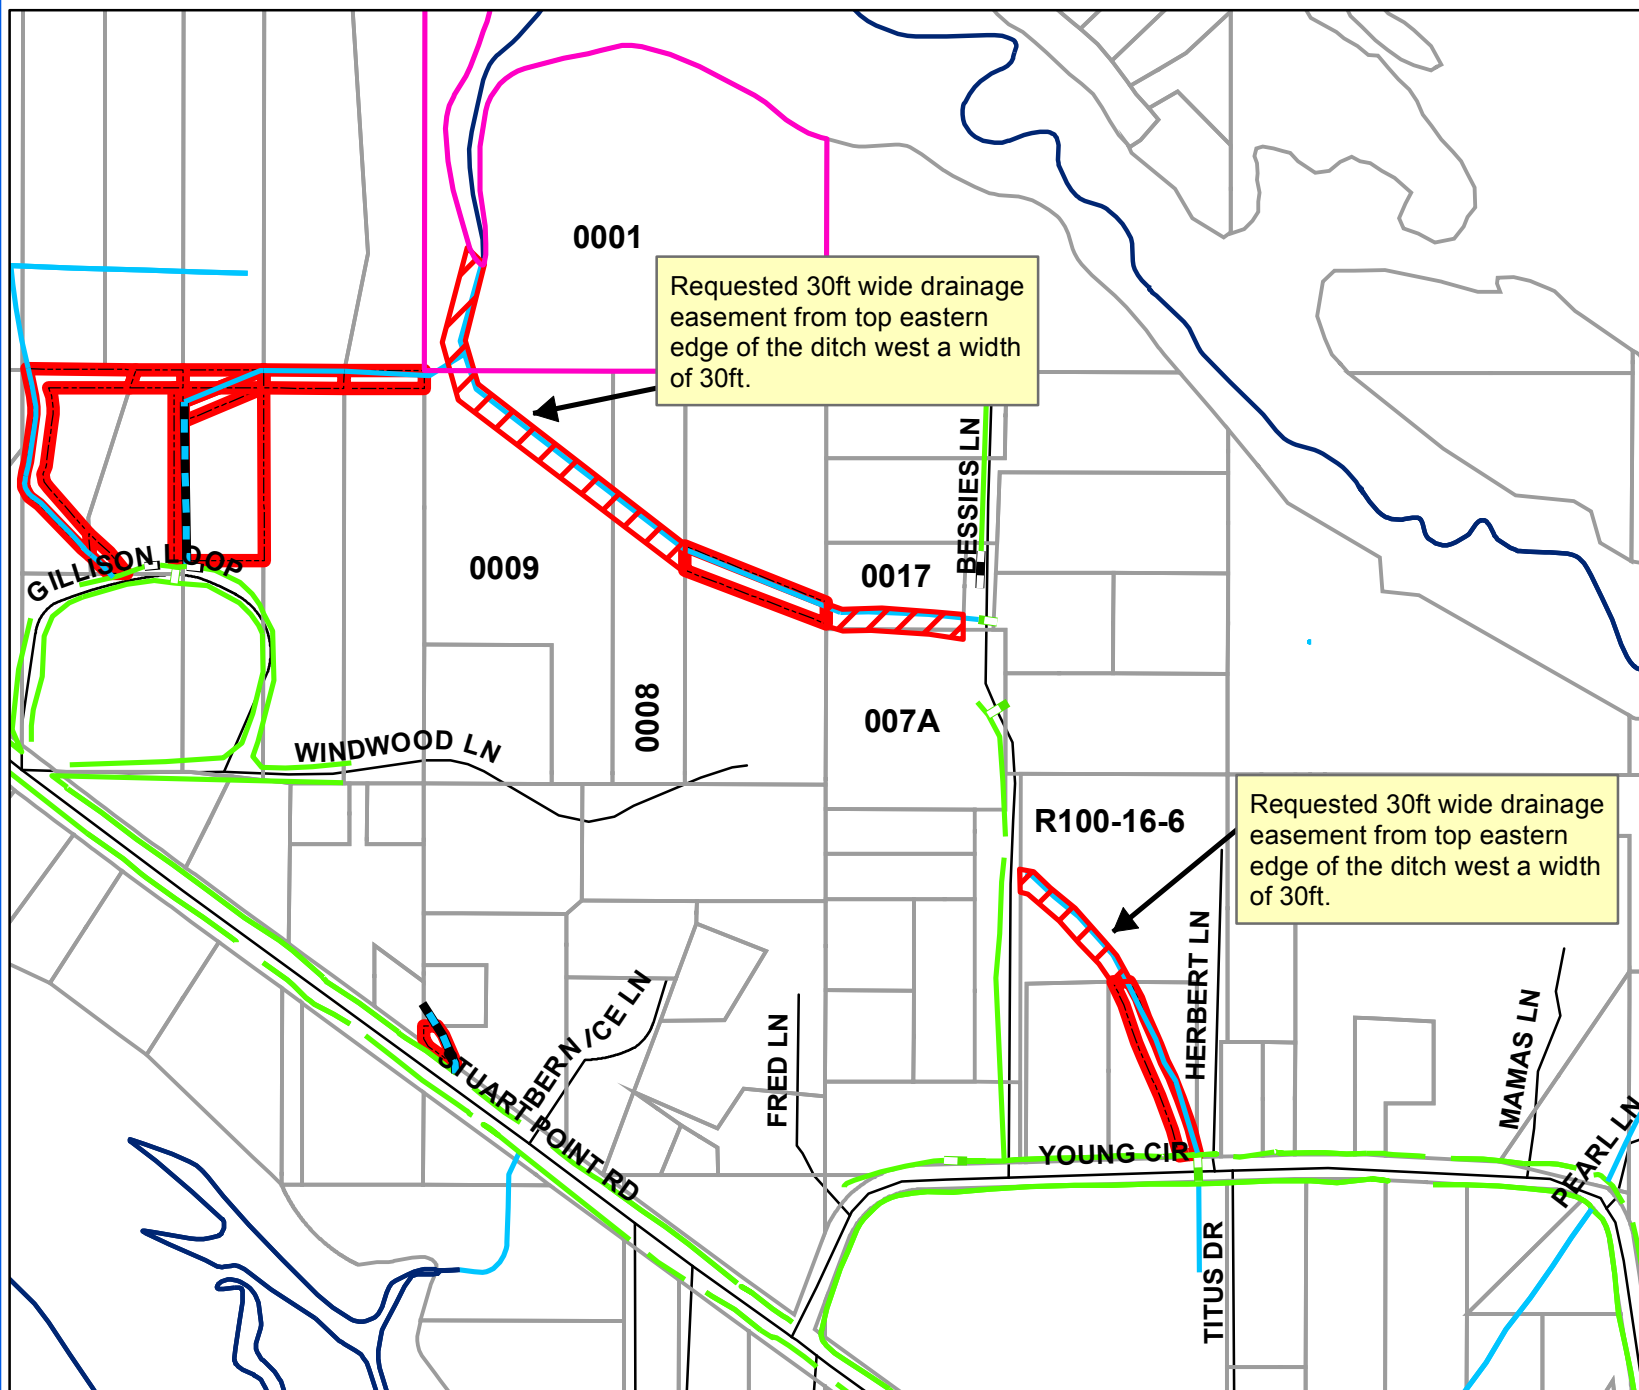 0001
Requested 30ft wide drainage
easement from top eastern
edge of the ditch west a width
of 30ft.
BESSIES LN
GILLISON LOOP
0009
0017
0008
007A
WINDWOOD LN
R100-16-6
Requested 30ft wide drainage
easement from top eastern
edge of the ditch west a width
of 30ft.
HERBERT LN
BERNICE LN
FRED LN
MAMAS LN
STUART POINT RD
YOUNG CIR
PEARL LN
TITUS DR